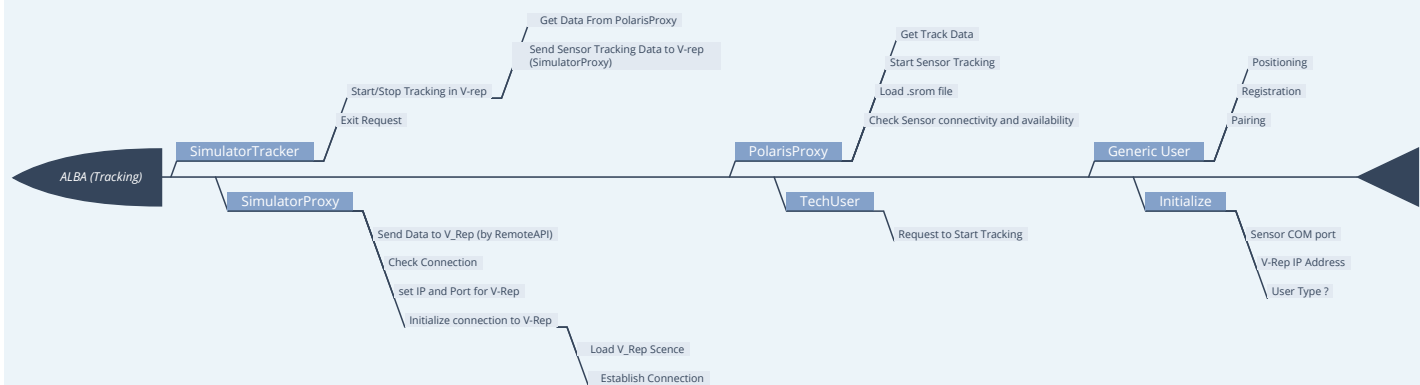 ALBA (Tracking)
SimulatorTracker
Get Data From PolarisProxy
Send Sensor Tracking Data to V-rep
(SimulatorProxy)
Start/Stop Tracking in V-rep
Exit Request
SimulatorProxy
Send Data to V_Rep (by RemoteAPI)
Check Connection
set IP and Port for V-Rep
Initialize connection to V-Rep
Load V_Rep Scence
Establish Connection
PolarisProxy
Get Track Data
Start Sensor Tracking
Load .srom file
Check Sensor connectivity and availability
TechUser
Request to Start Tracking
Generic User
Positioning
Registration
Pairing
Initialize
Sensor COM port
V-Rep IP Address
User Type ?